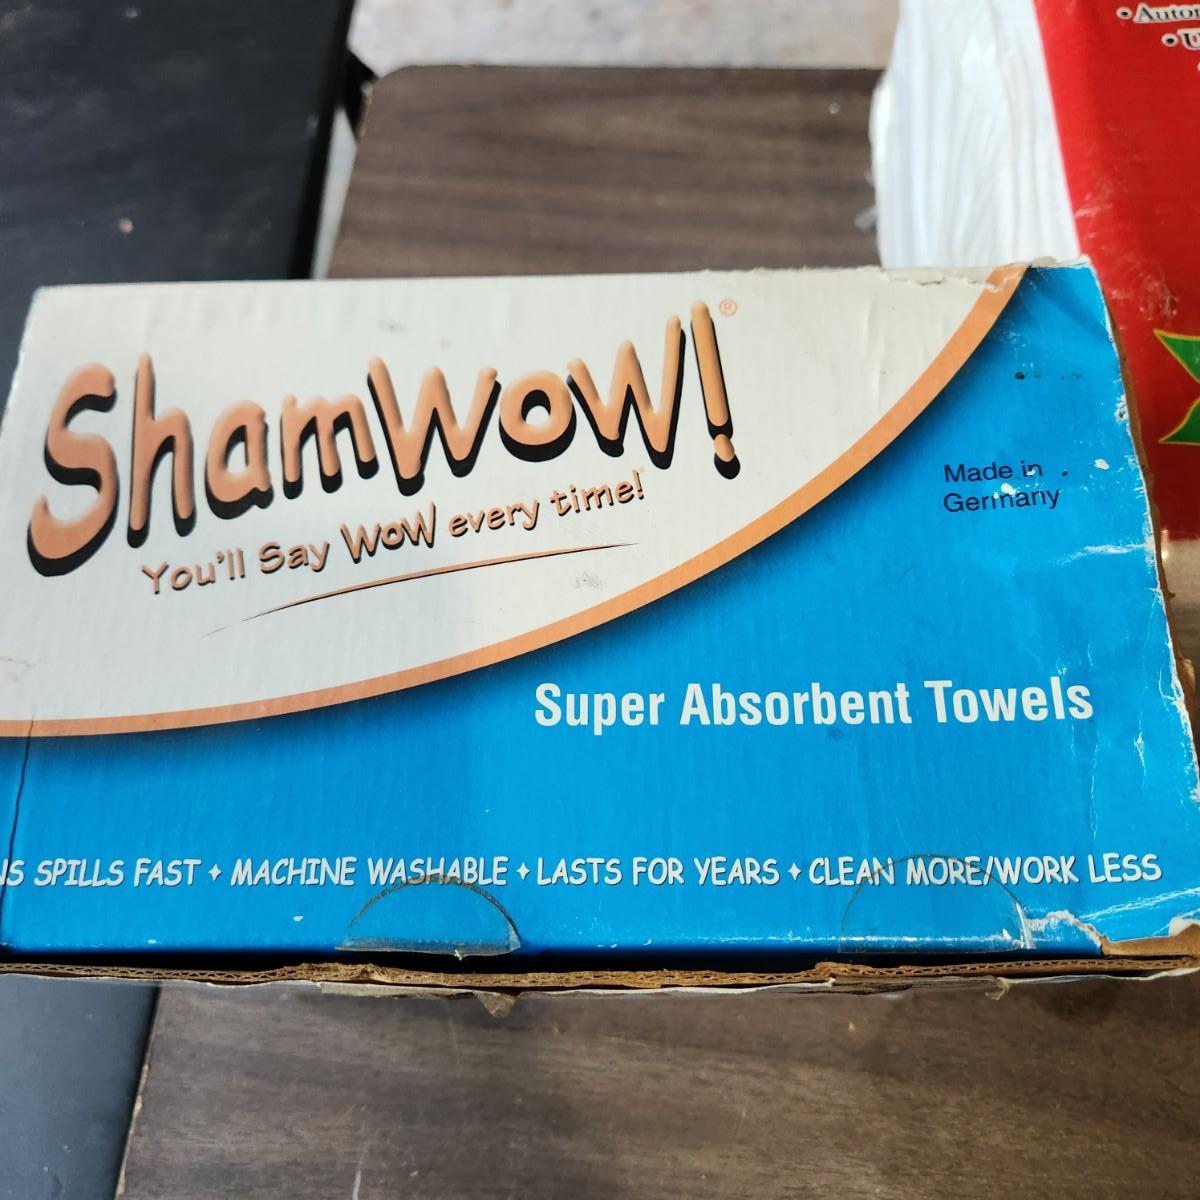 ShamWoW!®
You'll Say WoW every time!
Made in
Germany
Super Absorbent Towels
SPILLS FAST ✦ MACHINE WASHABLE ✦ LASTS FOR YEARS ✦ CLEAN MORE/WORK LESS